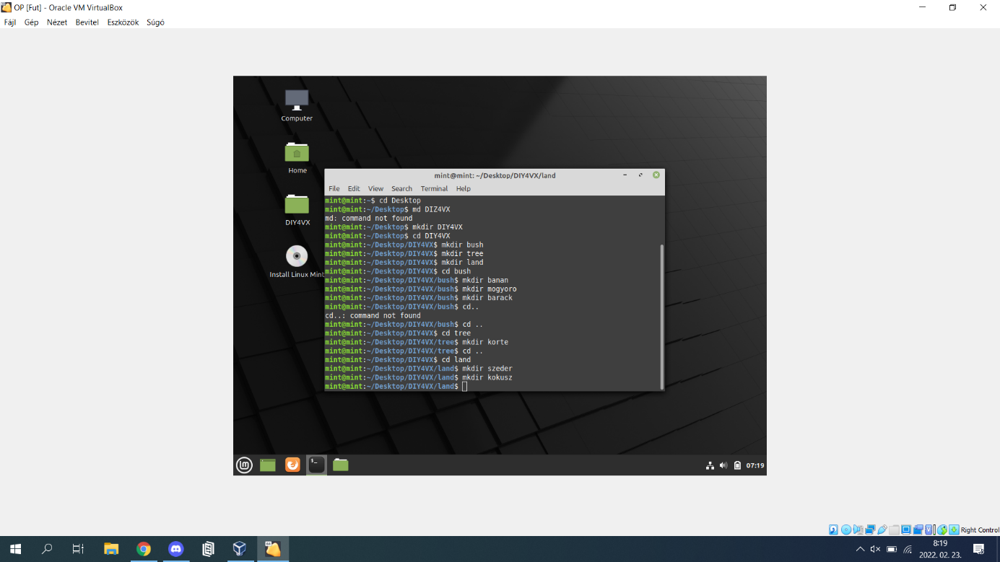 OP [Fut] - Oracle VM VirtualBox
Fájl Gép Nézet Bevitel Eszközök Súgó
Computer
Home
DIY4VX
Install Linux Mint
mint@mint: ~/Desktop/DIY4VX/land
File Edit View Search Terminal Help
mint@mint:~$ cd Desktop
mint@mint:~/Desktop$ md DIZ4VX
md: command not found
mint@mint:~/Desktop$ mkdir DIY4VX
mint@mint:~/Desktop$ cd DIY4VX
mint@mint:~/Desktop/DIY4VX$ mkdir bush
mint@mint:~/Desktop/DIY4VX$ mkdir tree
mint@mint:~/Desktop/DIY4VX$ mkdir land
mint@mint:~/Desktop/DIY4VX$ cd bush
mint@mint:~/Desktop/DIY4VX/bush$ mkdir banan
mint@mint:~/Desktop/DIY4VX/bush$ mkdir mogyoro
mint@mint:~/Desktop/DIY4VX/bush$ mkdir barack
mint@mint:~/Desktop/DIY4VX/bush$ cd..
cd..: command not found
mint@mint:~/Desktop/DIY4VX/bush$ cd ..
mint@mint:~/Desktop/DIY4VX$ cd tree
mint@mint:~/Desktop/DIY4VX/tree$ mkdir korte
mint@mint:~/Desktop/DIY4VX/tree$ cd ..
mint@mint:~/Desktop/DIY4VX$ cd land
mint@mint:~/Desktop/DIY4VX/land$ mkdir szeder
mint@mint:~/Desktop/DIY4VX/land$ mkdir kokusz
mint@mint:~/Desktop/DIY4VX/land$
07:19
Right Control
8:19
2022. 02. 23.